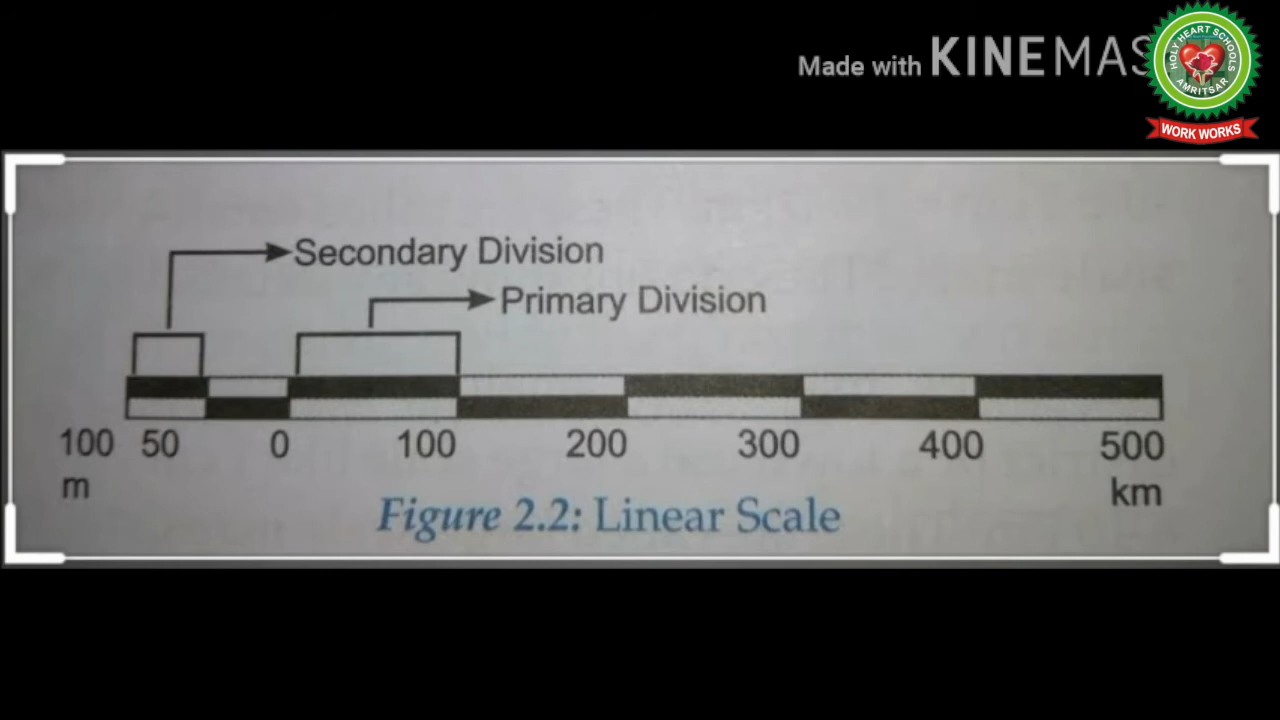 Made with KINEMAS
HOLY HEART SCHOOLS
AMRITSAR
WORK WORKS
Secondary Division
Primary Division
100 50 0 100 200 300 400 500
m km
Figure 2.2: Linear Scale